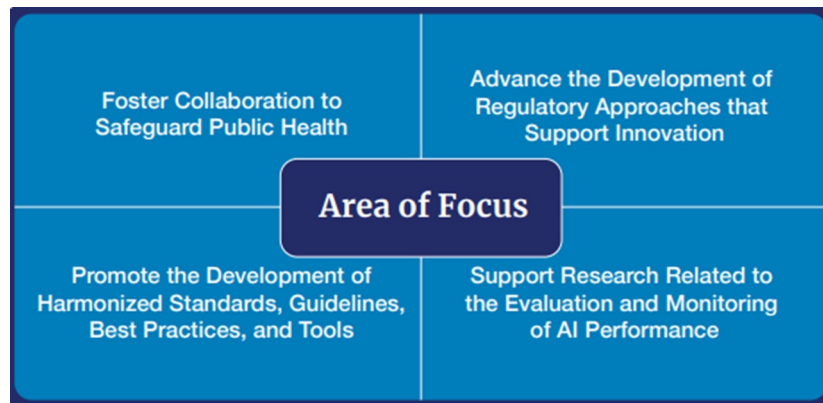 Foster Collaboration to
Safeguard Public Health
Advance the Development of
Regulatory Approaches that
Support Innovation
Area of Focus
Promote the Development of
Harmonized Standards, Guidelines,
Best Practices, and Tools
Support Research Related to
the Evaluation and Monitoring
of AI Performance